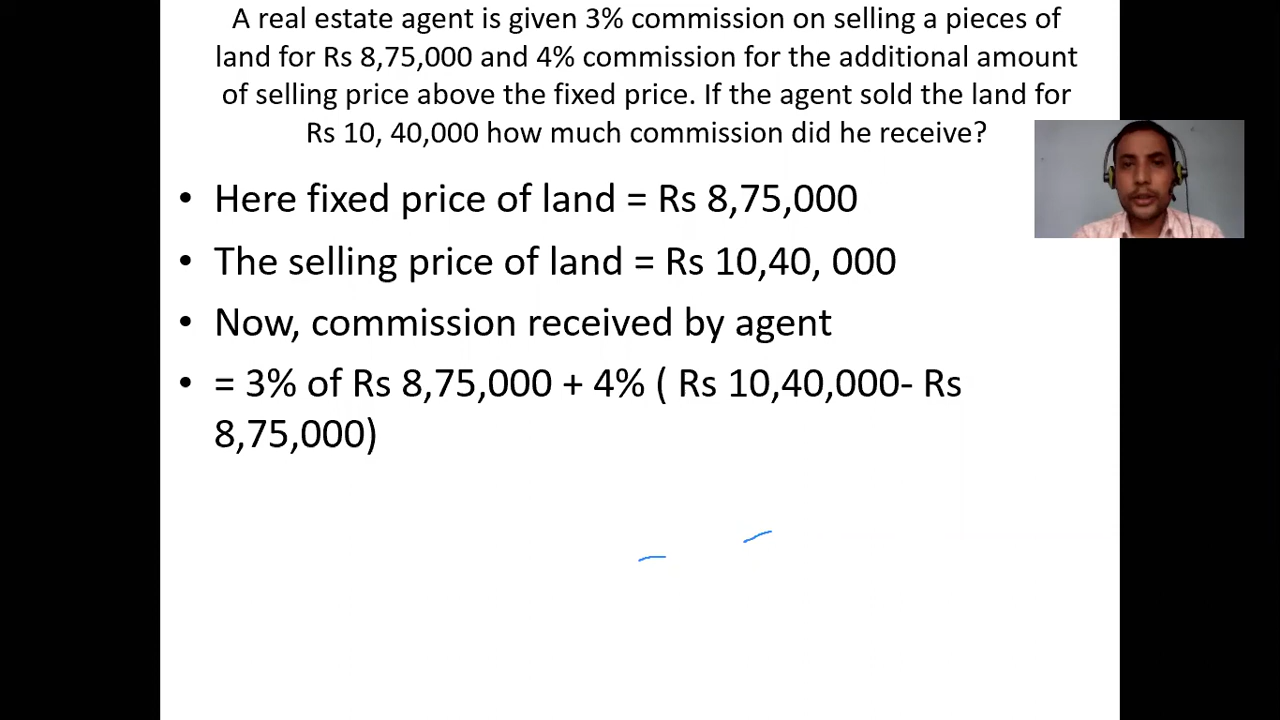 A real estate agent is given 3% commission on selling a pieces of
land for Rs 8,75,000 and 4% commission for the additional amount
of selling price above the fixed price. If the agent sold the land for
Rs 10, 40,000 how much commission did he receive?
• Here fixed price of land = Rs 8,75,000
• The selling price of land = Rs 10,40, 000
• Now, commission received by agent
• = 3% of Rs 8,75,000 + 4% ( Rs 10,40,000- Rs
8,75,000)